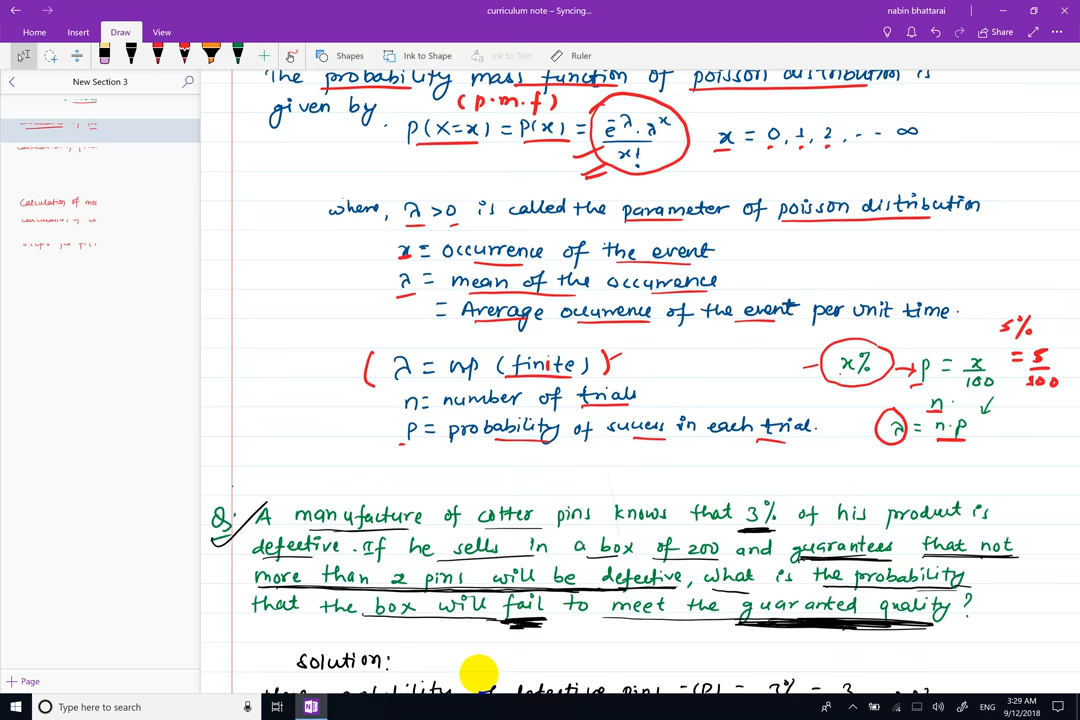 curriculum note – Syncing...
nabin bhattarai
Home Insert Draw View
Share
Shapes Ink to Shape Ink to Text Ruler
New Section 3
Calculation of me
The probability mass function of poisson distribution is
given by (p.m.f)
P(X=x) = P(x) = e^-λ . λ^x / x! x = 0, 1, 2, - - ∞
where, λ >0 is called the parameter of poisson distribution
x = occurrence of the event
λ = mean of the occurrence
= Average occurrence of the event per unit time.
5%
= 5/100
( λ = np (finite) ) x% → p = x/100
n = number of trials n.
P = probability of success in each trial. λ = n.p
Q: A manufacture of cotter pins knows that 3% of his product is
defective. If he sells in a box of 200 and guarantees that not
more than 2 pins will be defective, what is the probability
that the box will fail to meet the guaranted quality?
Solution:
+ Page
Type here to search
ENG
3:29 AM
9/12/2018